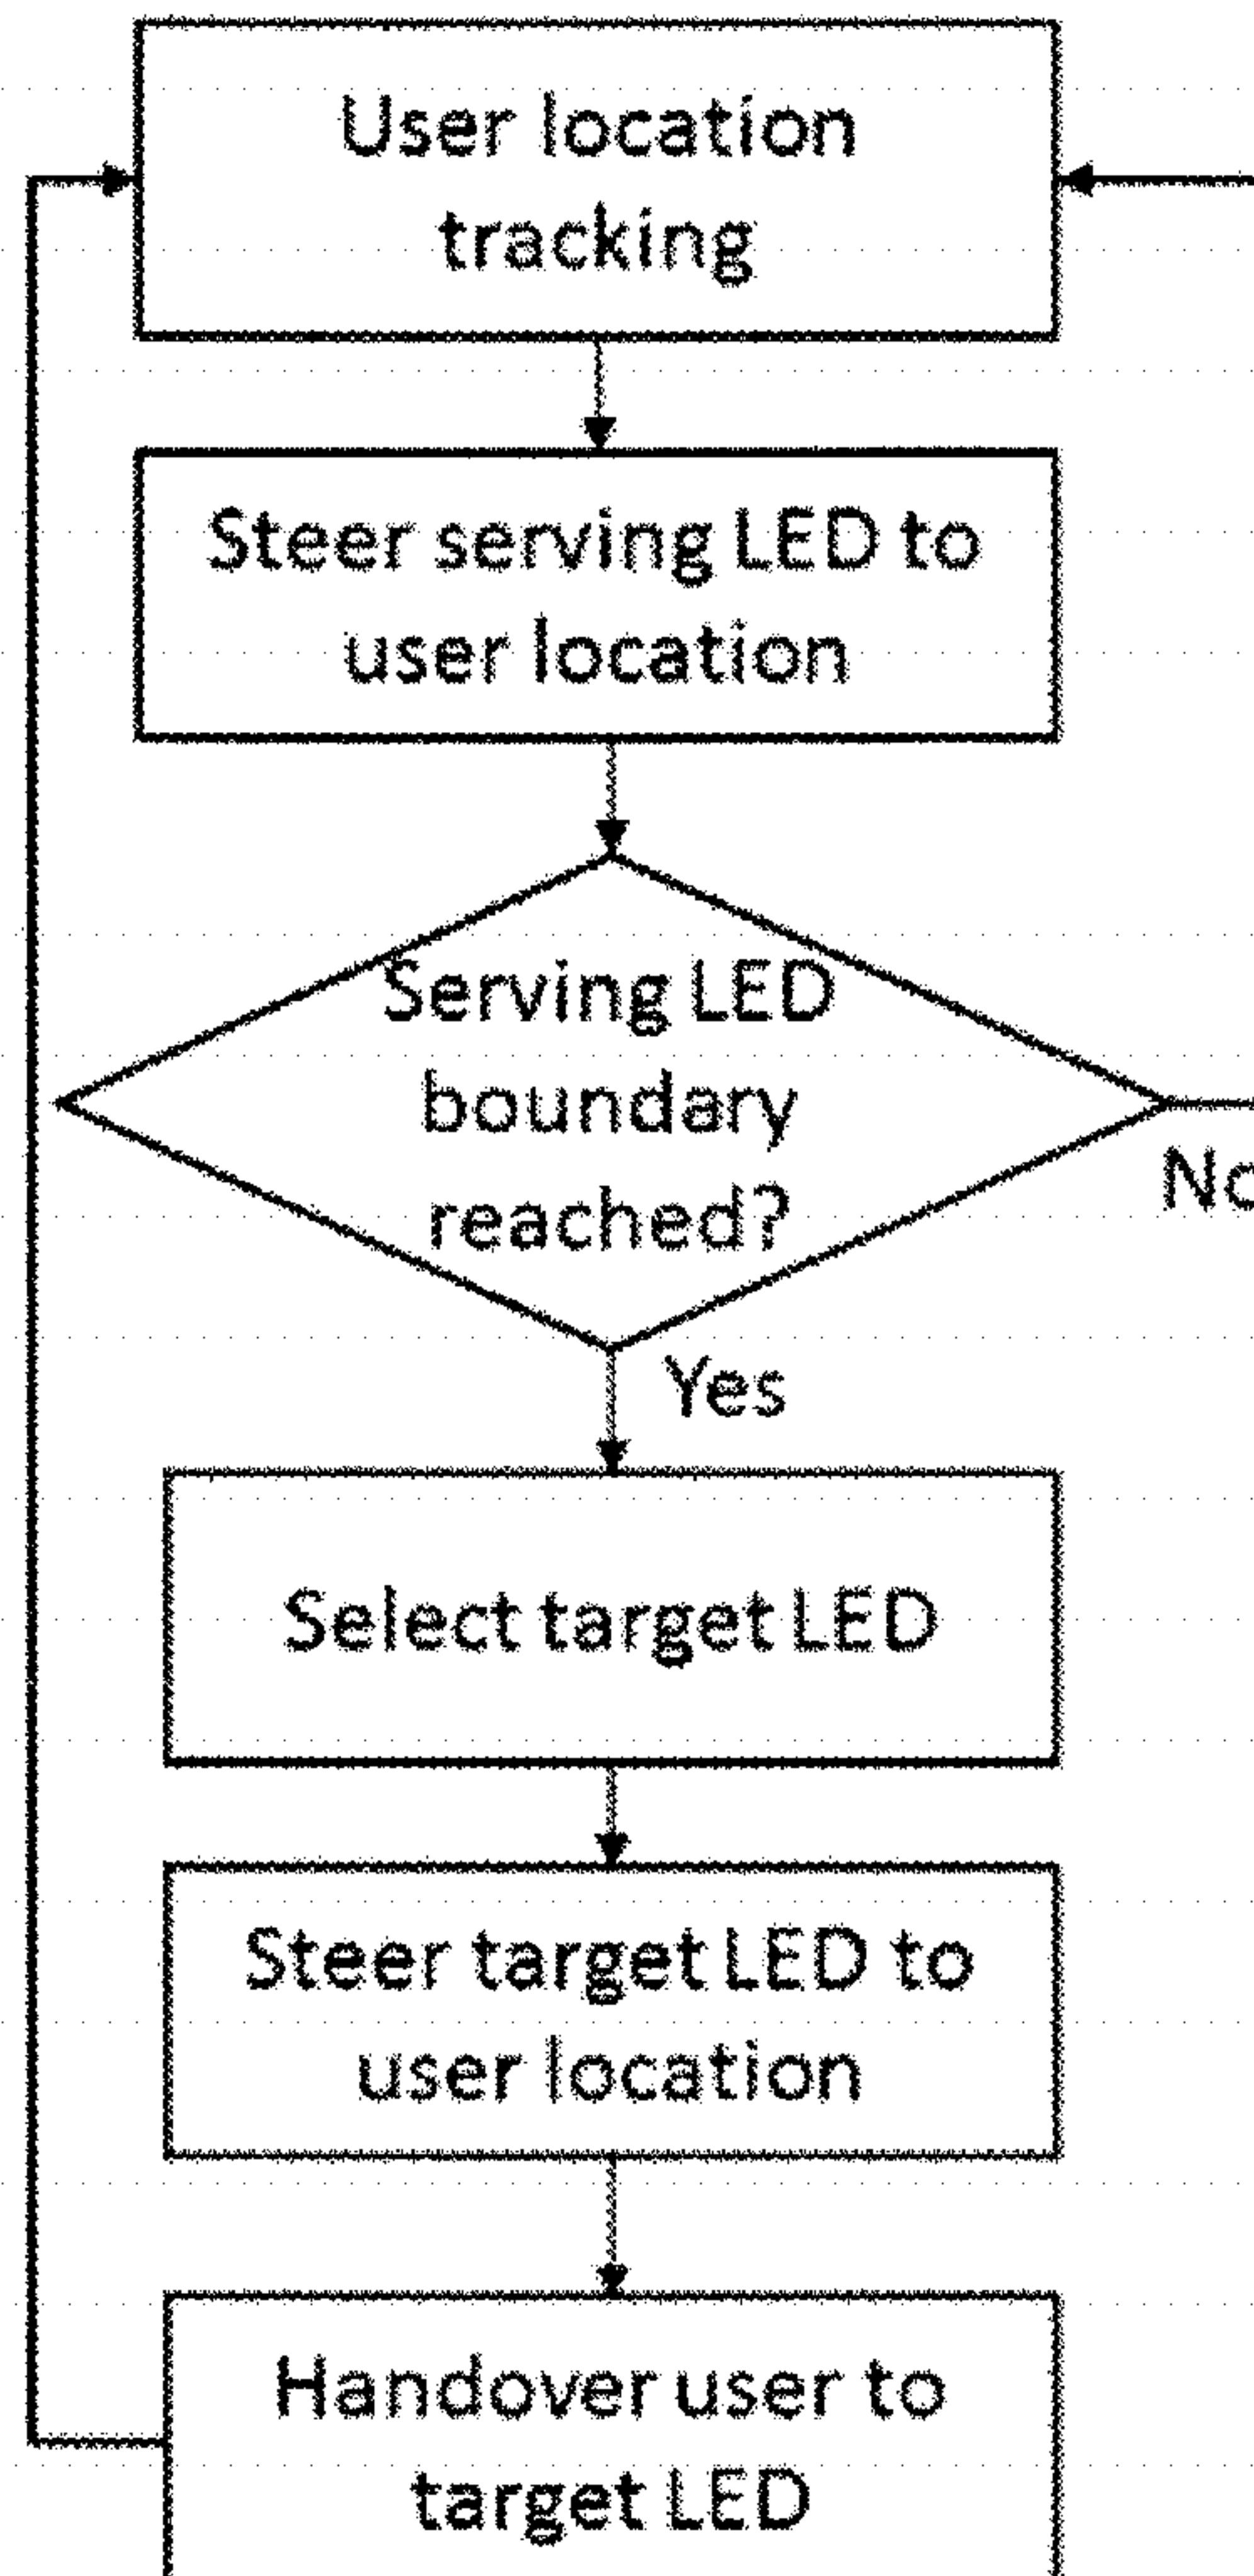 User location
tracking
Steer serving LED to
user location
Serving LED
boundary
reached?
No
Yes
Select target LED
Steer target LED to
user location
Handover user to
target LED